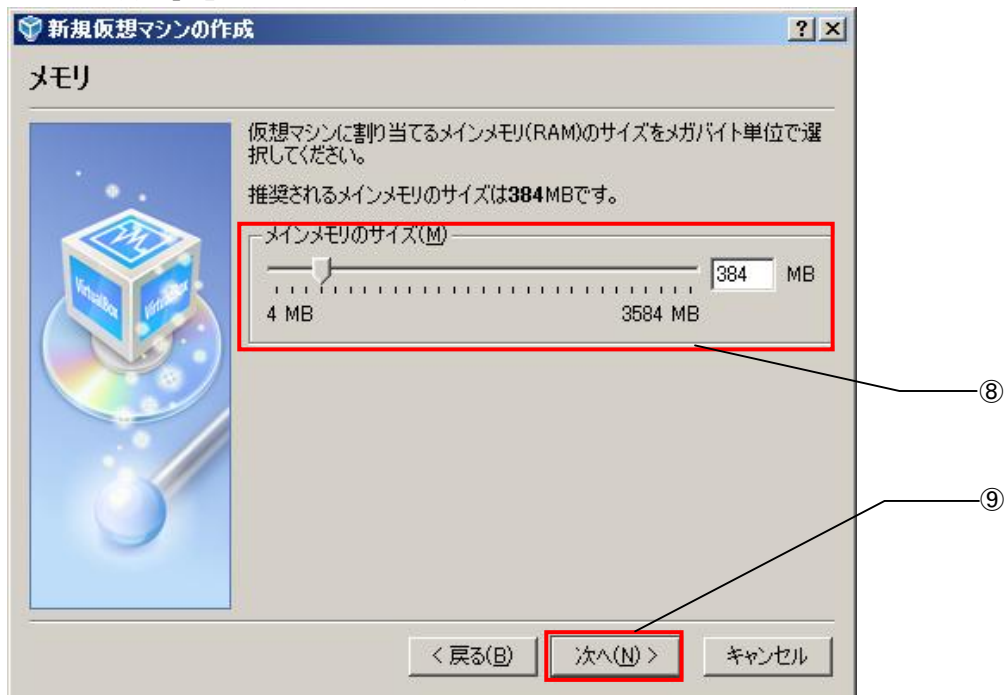 新規仮想マシンの作成
メモリ
仮想マシンに割り当てるメインメモリ(RAM)のサイズをメガバイト単位で選
択してください。
推奨されるメインメモリのサイズは384MBです。
メインメモリのサイズ(M)
384 MB
4 MB 3584 MB
VirtualBox VirtualBox
⑧
⑨
< 戻る(B) 次へ(N) > キャンセル